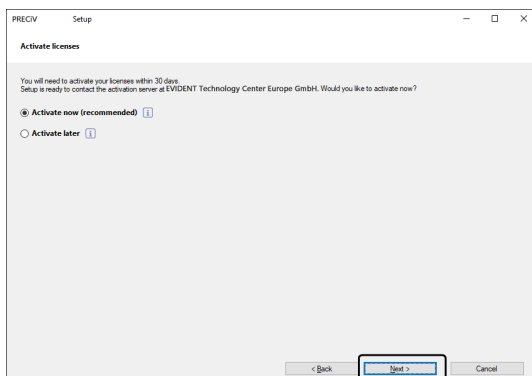 PRECiV Setup
Activate licenses
You will need to activate your licenses within 30 days.
Setup is ready to contact the activation server at EVIDENT Technology Center Europe GmbH. Would you like to activate now?
Activate now (recommended) i
Activate later i
< Back Next > Cancel